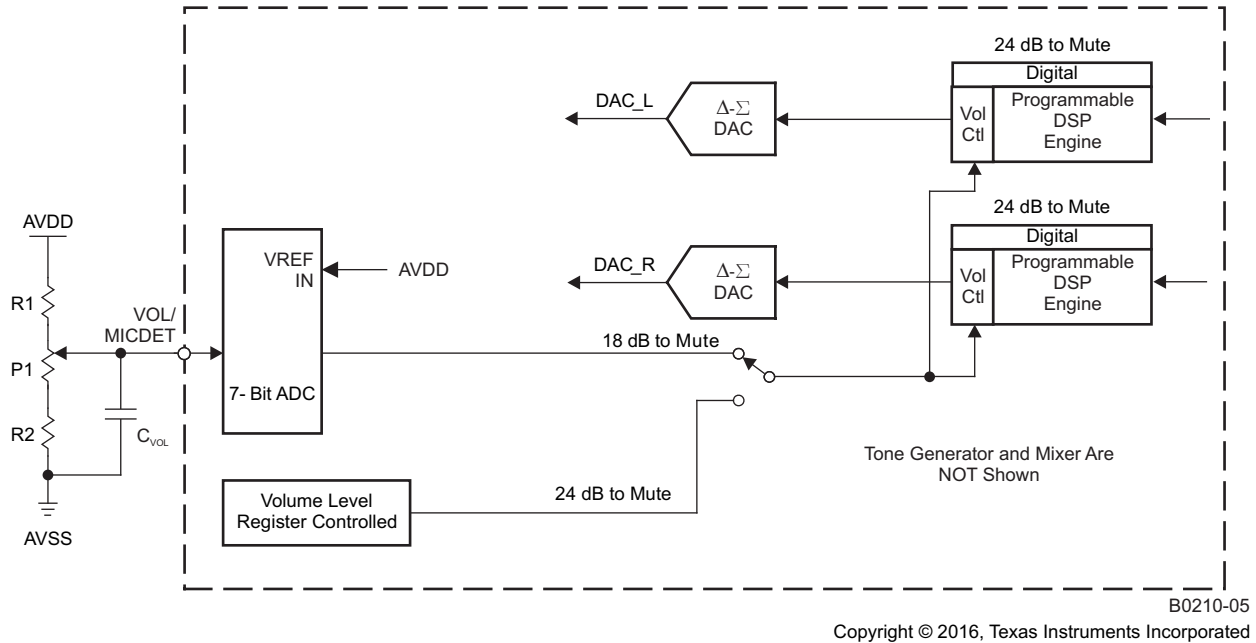 24 dB to Mute
Digital
Vol
Ctl
Programmable
DSP
Engine
DAC_L
Δ-Σ
DAC
24 dB to Mute
Digital
Vol
Ctl
Programmable
DSP
Engine
DAC_R
Δ-Σ
DAC
AVDD
R1
P1
R2
AVSS
VOL/
MICDET
C_VOL
VREF
IN
AVDD
7- Bit ADC
18 dB to Mute
Volume Level
Register Controlled
24 dB to Mute
Tone Generator and Mixer Are
NOT Shown
B0210-05
Copyright © 2016, Texas Instruments Incorporated